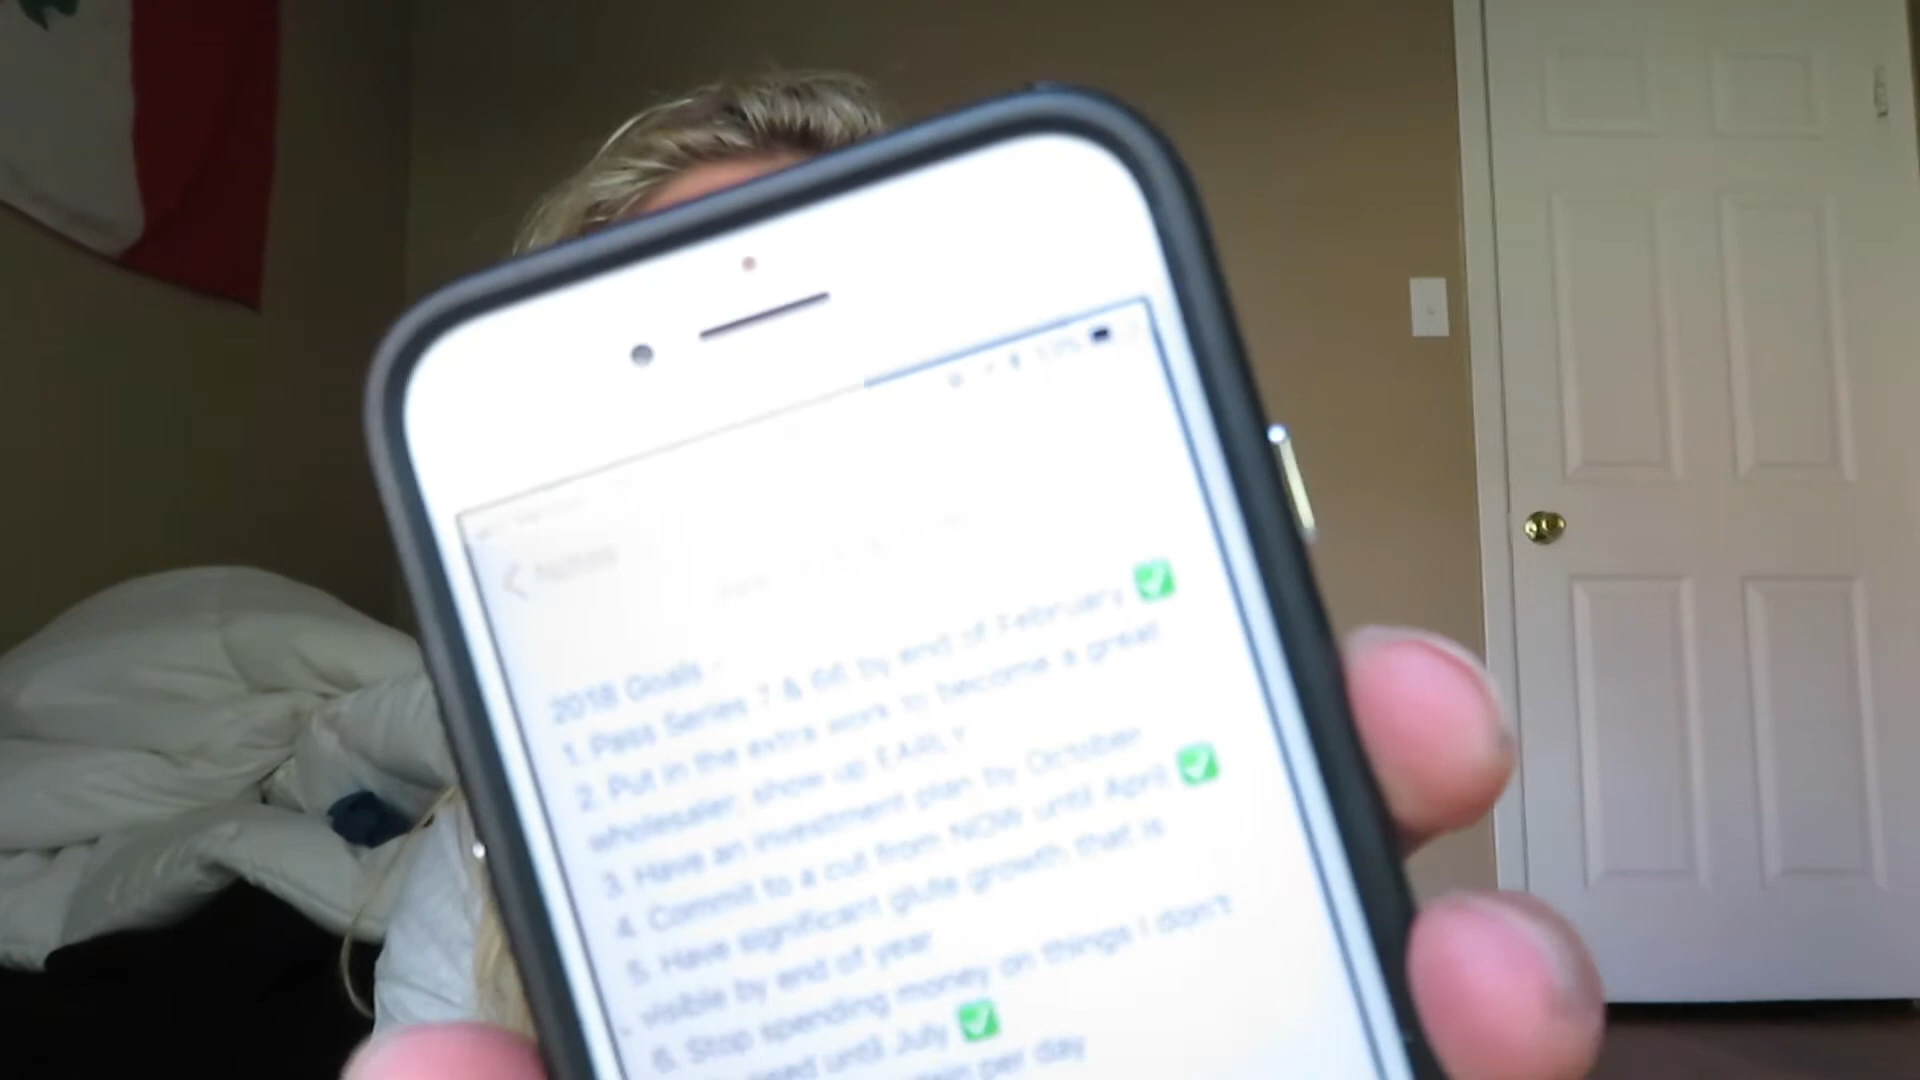 Notes
2018 Goals -
1. Pass Series 7 & 66 by end of February ✅
2. Put in the extra work to become a great
wholesaler, show up EARLY
3. Have an investment plan by October
4. Commit to a cut from NOW until April ✅
5. Have significant glute growth that is
visible by end of year
6. Stop spending money on things I don't
until July ✅
per day